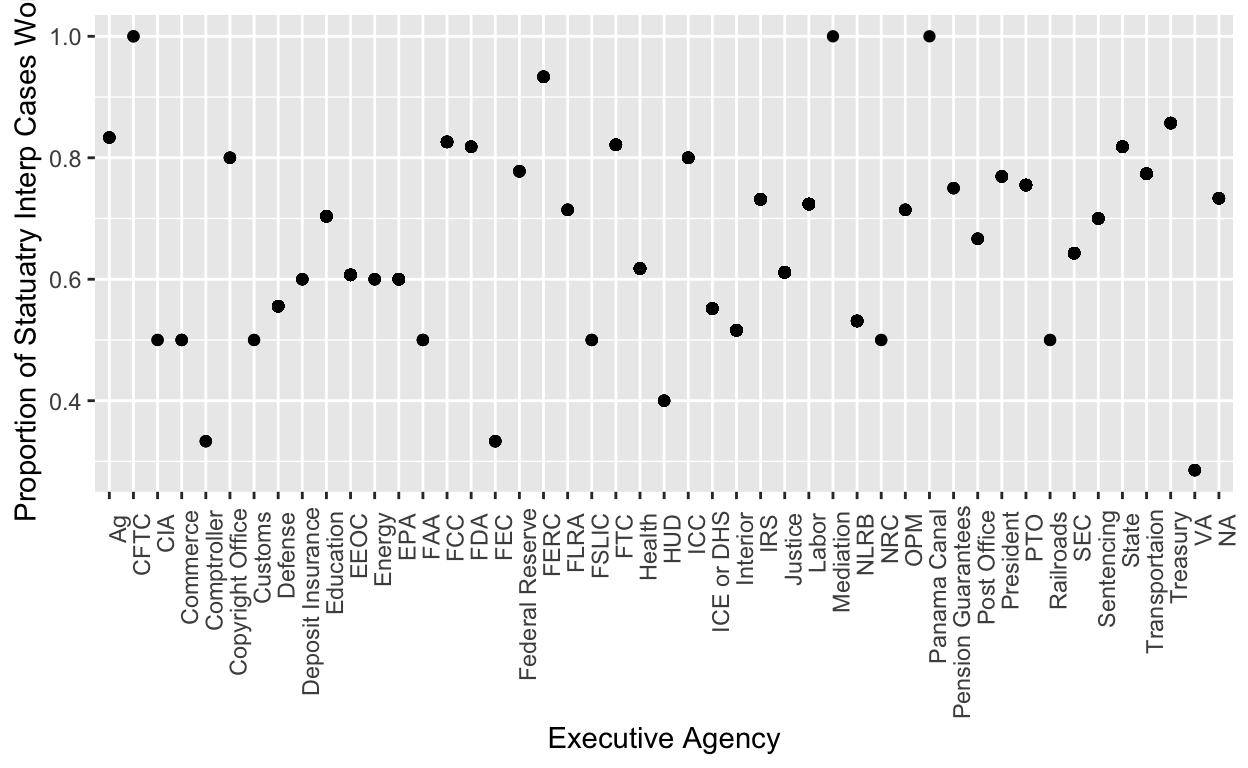 Proportion of Statuatry Interp Cases Wo
1.0
0.8
0.6
0.4
Ag
CFTC
CIA
Commerce
Comptroller
Copyright Office
Customs
Defense
Deposit Insurance
Education
EEOC
Energy
EPA
FAA
FCC
FDA
FEC
Federal Reserve
FERC
FLRA
FSLIC
FTC
Health
HUD
ICC
ICE or DHS
Interior
IRS
Justice
Labor
Mediation
NLRB
NRC
OPM
Panama Canal
Pension Guarantees
Post Office
President
PTO
Railroads
SEC
Sentencing
State
Transportaion
Treasury
VA
NA
Executive Agency